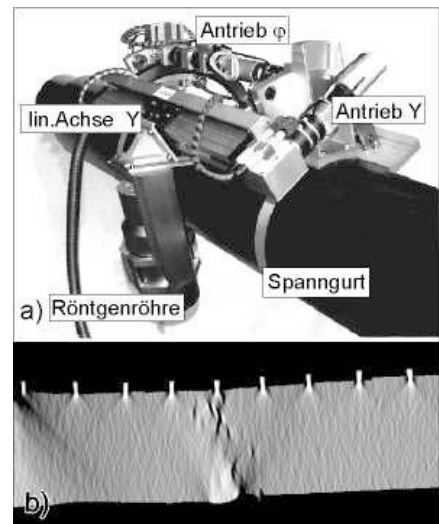 Antrieb φ
lin.Achse Y
Antrieb Y
Spanngurt
Röntgenröhre
a)
b)